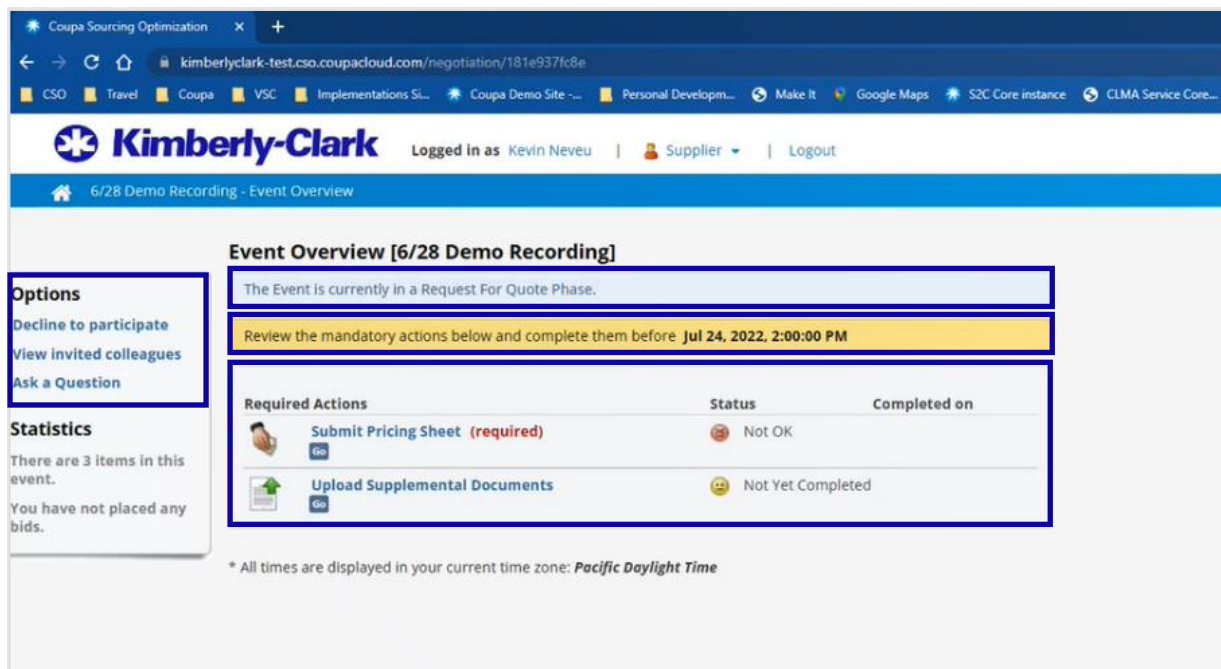 Coupa Sourcing Optimization
kimberlyclark-test.cso.coupacloud.com/negotiation/181e937fc8e
CSO Travel Coupa VSC Implementations Si... Coupa Demo Site -... Personal Developm... Make It Google Maps S2C Core instance CLMA Service Core...
Kimberly-Clark Logged in as Kevin Neveu | Supplier | Logout
6/28 Demo Recording - Event Overview
Event Overview [6/28 Demo Recording]
Options
Decline to participate
View invited colleagues
Ask a Question
Statistics
There are 3 items in this
event.
You have not placed any
bids.
The Event is currently in a Request For Quote Phase.
Review the mandatory actions below and complete them before Jul 24, 2022, 2:00:00 PM
Required Actions Status Completed on
Submit Pricing Sheet (required) Not OK
Go
Upload Supplemental Documents Not Yet Completed
Go
* All times are displayed in your current time zone: Pacific Daylight Time